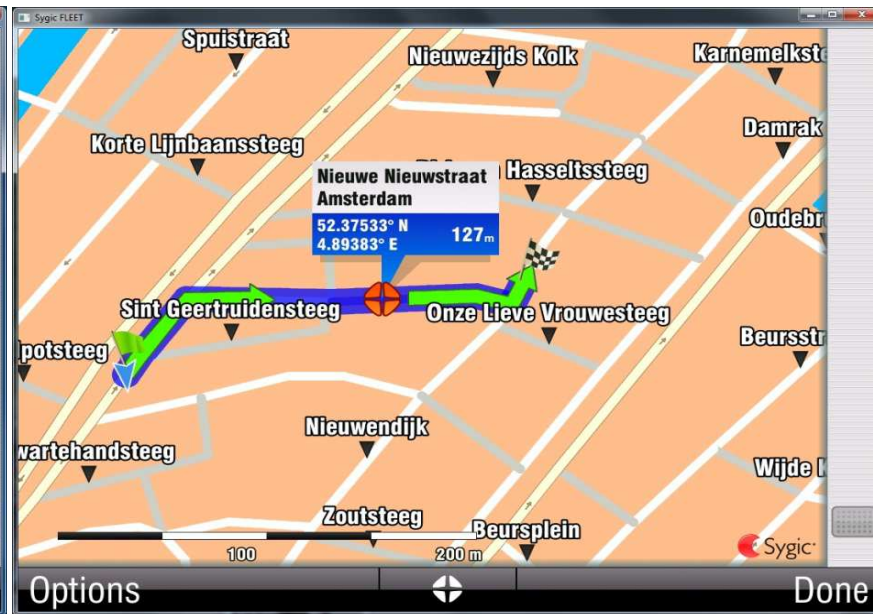 Sygic FLEET
Spuistraat
Nieuwezijds Kolk
Karnemelkste
Korte Lijnbaanssteeg
Damrak
Nieuwe Nieuwstraat
Amsterdam
52.37533° N
4.89383° E
127m
Hasseltssteeg
Oudebr
Sint Geertruidensteeg
Onze Lieve Vrouwesteeg
lpotsteeg
Beursstr
Nieuwendijk
wartehandsteeg
Wijde K
Zoutsteeg
Beursplein
100
200 m
Sygic
Options
Done